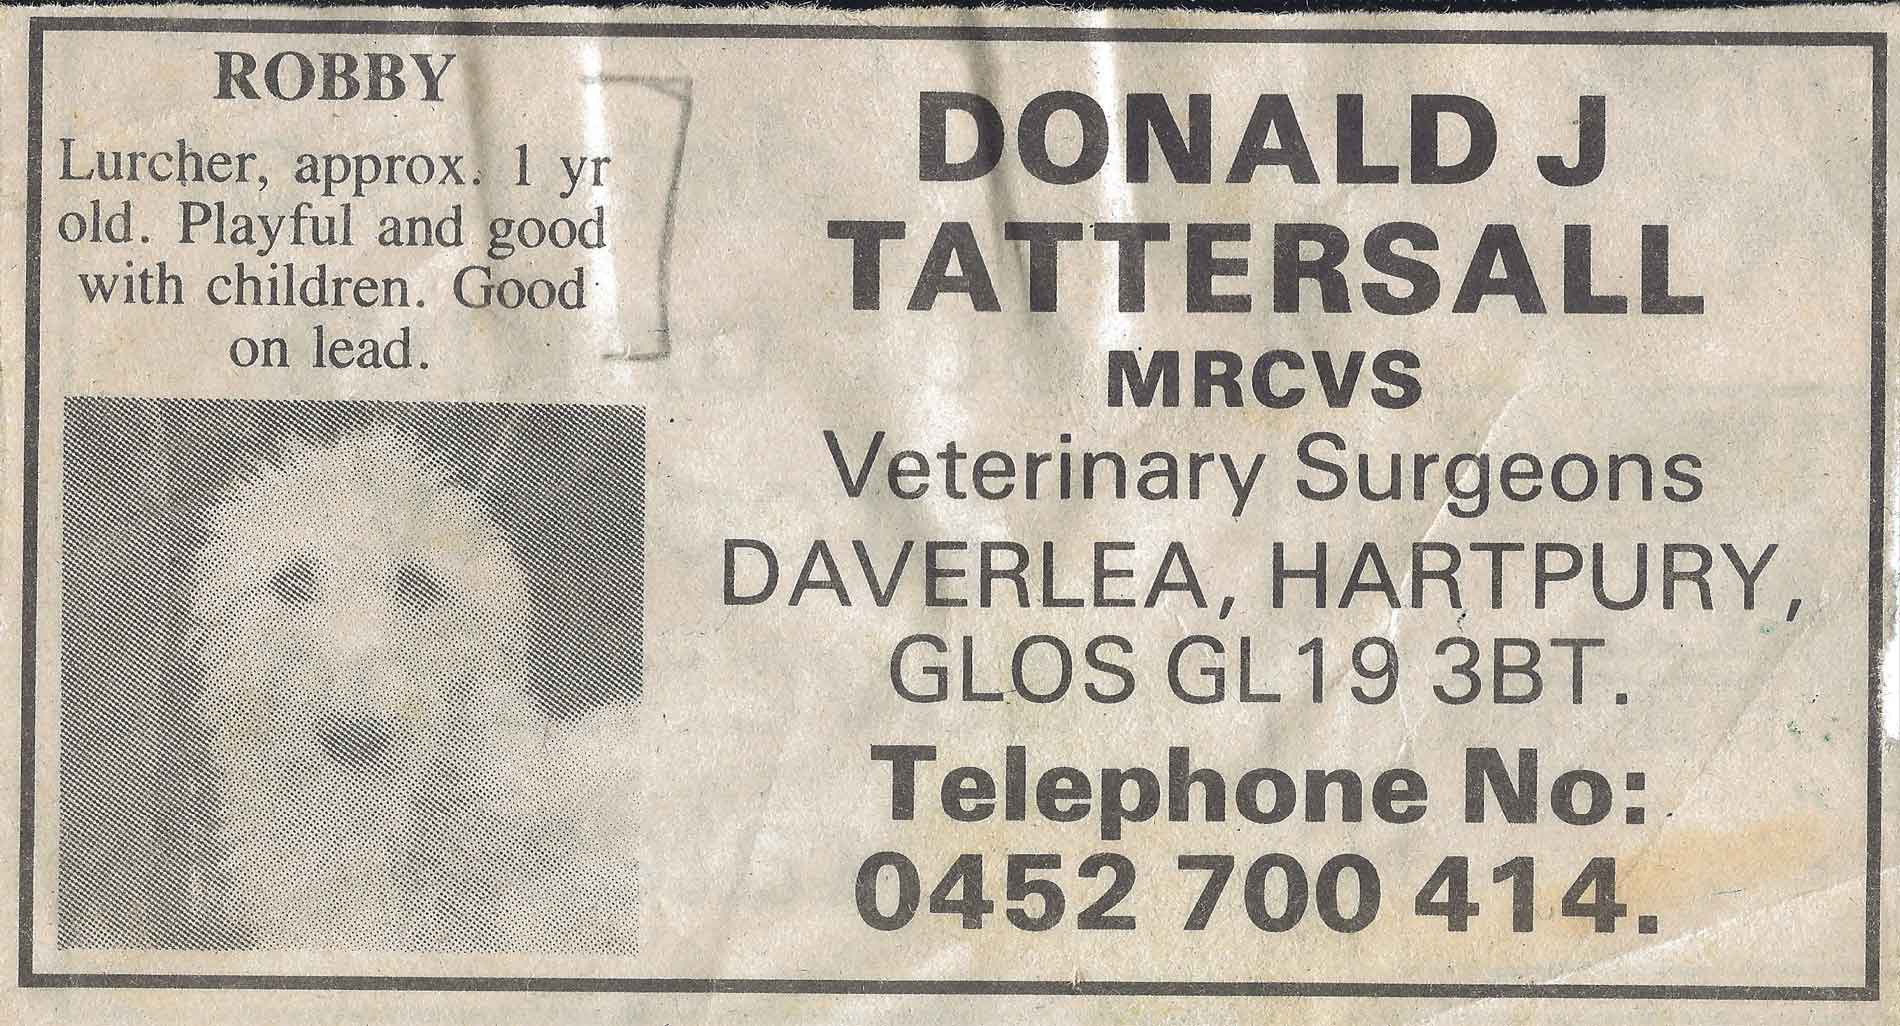 ROBBY
Lurcher, approx. 1 yr
old. Playful and good
with children. Good
on lead.
DONALD J
TATTERSALL
MRCVS
Veterinary Surgeons
DAVERLEA, HARTPURY,
GLOS GL19 3BT.
Telephone No:
0452 700 414.